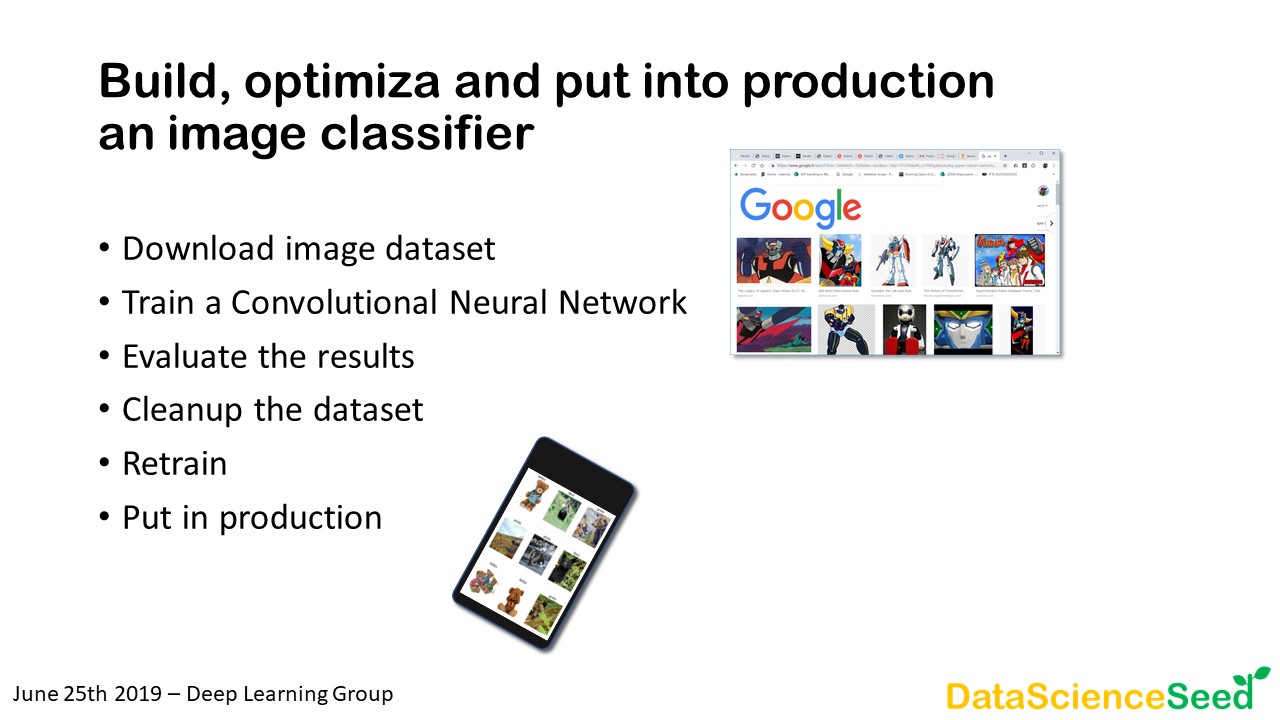 Build, optimiza and put into production
an image classifier
• Download image dataset
• Train a Convolutional Neural Network
• Evaluate the results
• Cleanup the dataset
• Retrain
• Put in production
Google
June 25th 2019 – Deep Learning Group
DataScienceSeed